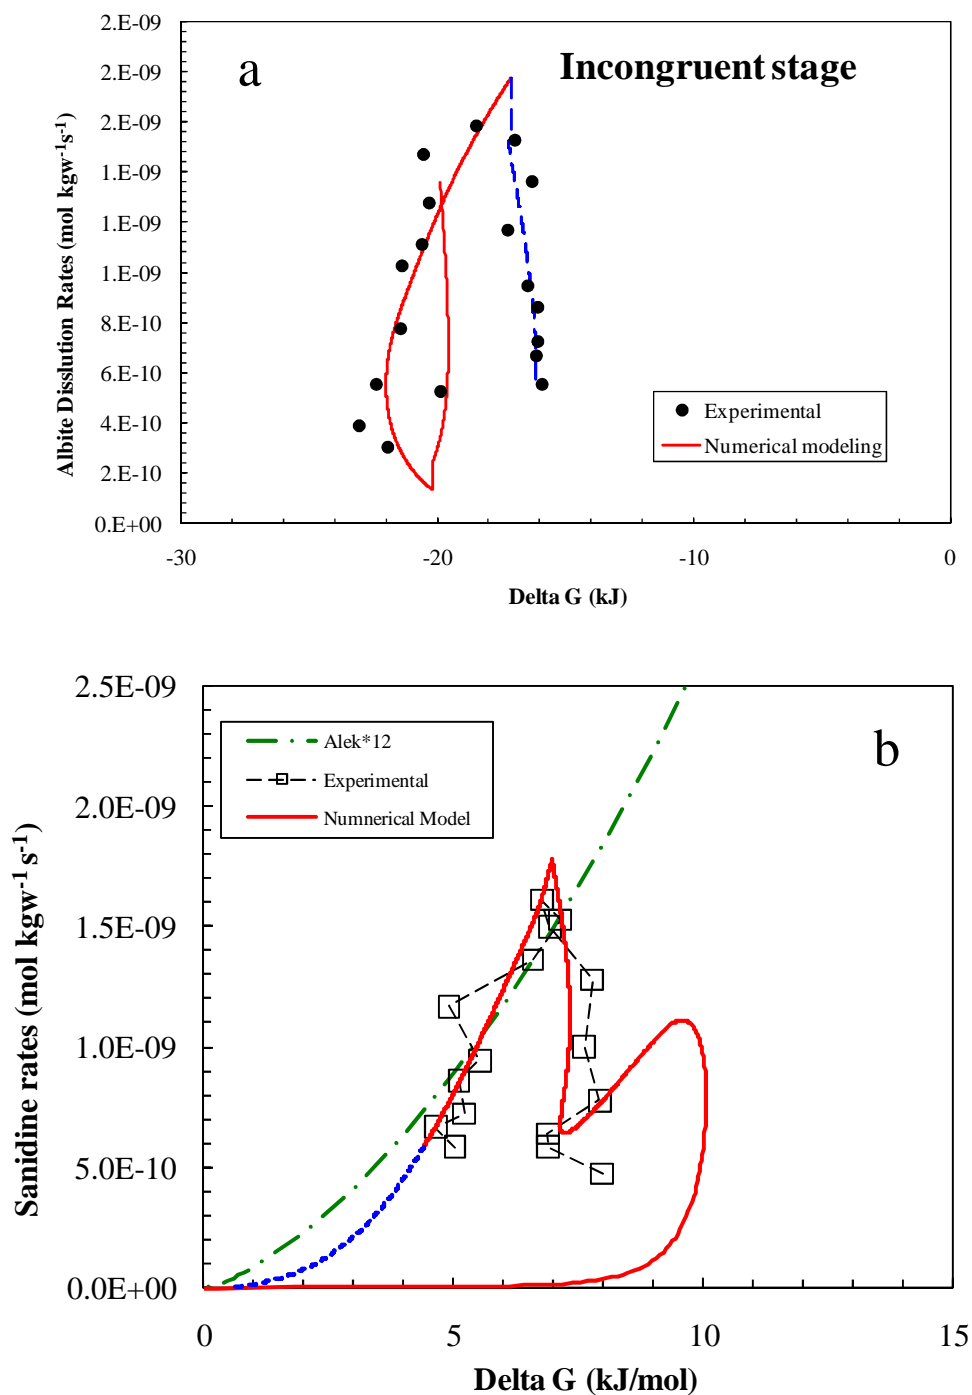 a
Incongruent stage
Albite Disslution Rates (mol kgw-1s-1)
2.E-09
2.E-09
2.E-09
1.E-09
1.E-09
1.E-09
8.E-10
6.E-10
4.E-10
2.E-10
0.E+00
Experimental
Numerical modeling
-30
-20
-10
0
Delta G (kJ)
b
Sanidine rates (mol kgw-1 s-1)
2.5E-09
2.0E-09
1.5E-09
1.0E-09
5.0E-10
0.0E+00
Alek*12
Experimental
Numnerical Model
0
5
10
15
Delta G (kJ/mol)